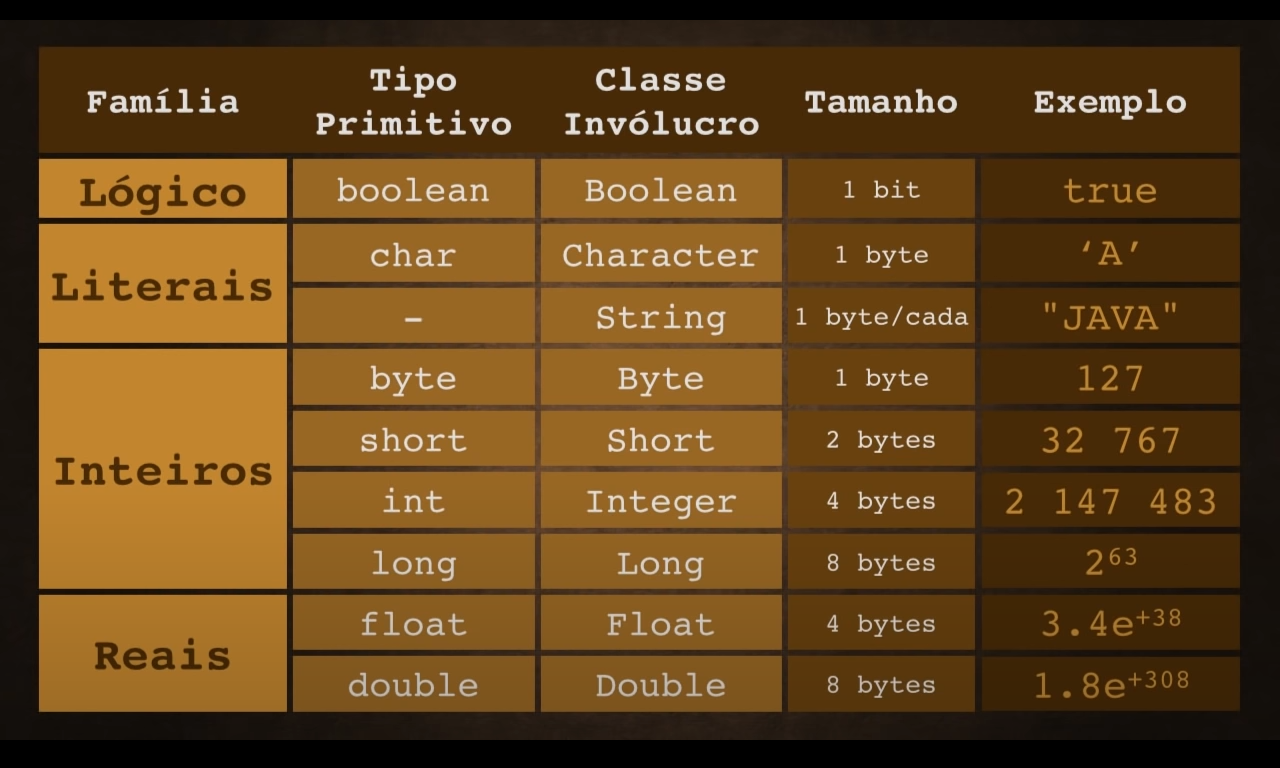 Família Tipo Primitivo Classe Invólucro Tamanho Exemplo
Lógico boolean Boolean 1 bit true
Literais char Character 1 byte ‘A’
– String 1 byte/cada "JAVA"
Inteiros byte Byte 1 byte 127
short Short 2 bytes 32 767
int Integer 4 bytes 2 147 483
long Long 8 bytes 2⁶³
Reais float Float 4 bytes 3.4e⁺³⁸
double Double 8 bytes 1.8e⁺³⁰⁸